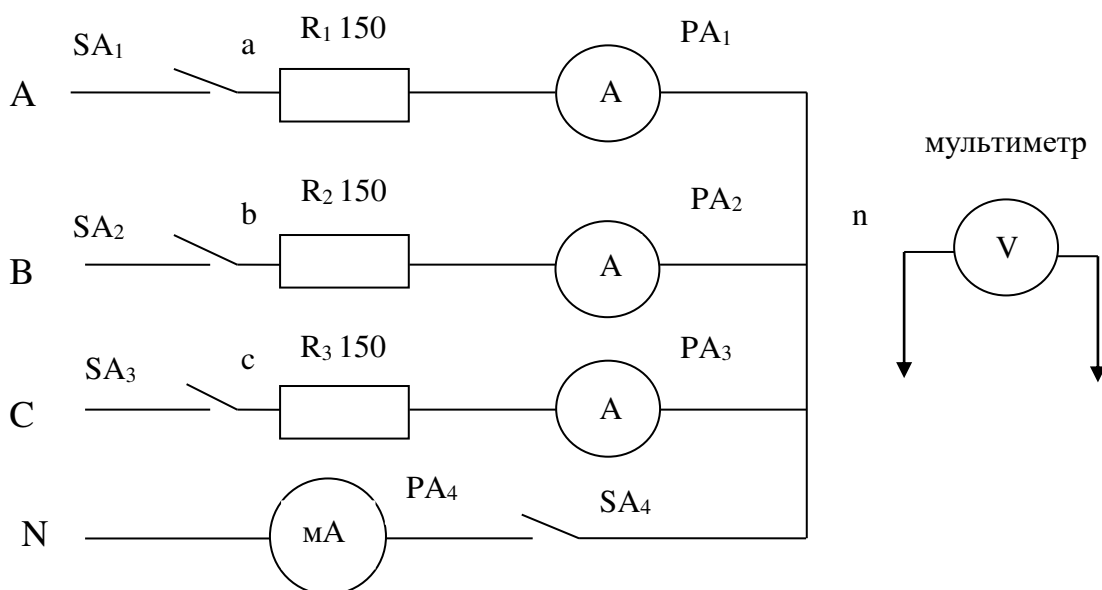 SA₁ a R₁ 150 PA₁
A A
мультиметр
SA₂ b R₂ 150 PA₂ n
B A V
SA₃ c R₃ 150 PA₃
C A
PA₄ SA₄
N мА